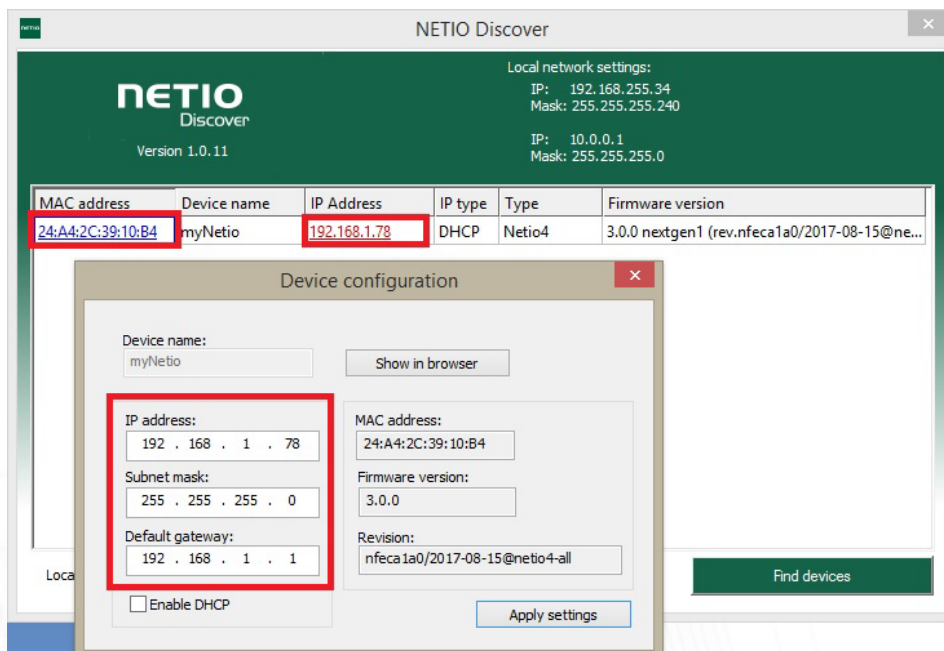 netio
NETIO Discover
NETIO
Discover
Version 1.0.11
Local network settings:
IP: 192.168.255.34
Mask: 255.255.255.240
IP: 10.0.0.1
Mask: 255.255.255.0
MAC address Device name IP Address IP type Type Firmware version
24:A4:2C:39:10:B4 myNetio 192.168.1.78 DHCP Netio4 3.0.0 nextgen1 (rev.nfeca1a0/2017-08-15@ne...
Device configuration
Device name:
myNetio
Show in browser
IP address:
192 . 168 . 1 . 78
Subnet mask:
255 . 255 . 255 . 0
Default gateway:
192 . 168 . 1 . 1
Enable DHCP
MAC address:
24:A4:2C:39:10:B4
Firmware version:
3.0.0
Revision:
nfeca1a0/2017-08-15@netio4-all
Apply settings
Loca
Find devices